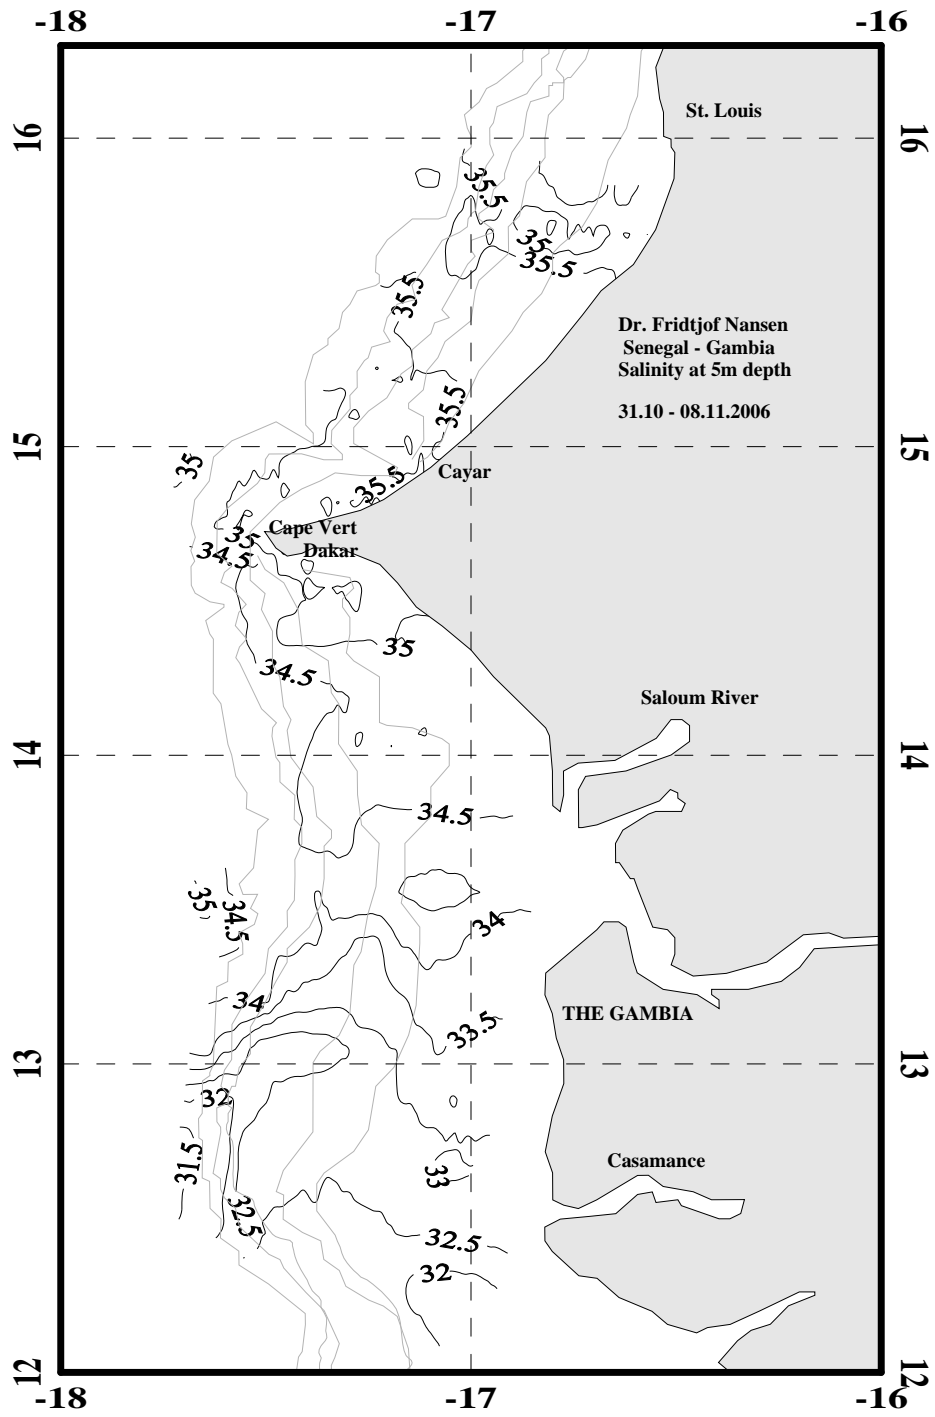 -18 -17 -16
St. Louis
16 16
35.5
35
35.5
35.5
Dr. Fridtjof Nansen
Senegal - Gambia
Salinity at 5m depth
31.10 - 08.11.2006
35.5
15 15
35
Cayar
35.5
Cape Vert
35
Dakar
34.5
35
34.5
Saloum River
14 14
34.5
35
34.5
34
34
THE GAMBIA
33.5
13 13
32
31.5
Casamance
33
32.5
32.5
32
12 12
-18 -17 -16